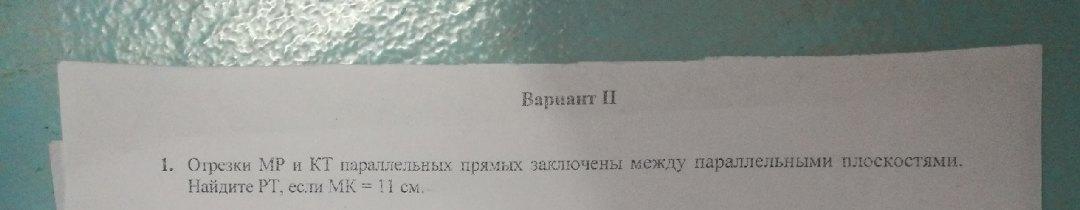 Вариант II
1. Отрезки МР и КТ параллельных прямых заключены между параллельными плоскостями.
Найдите РТ, если МК = 11 см.